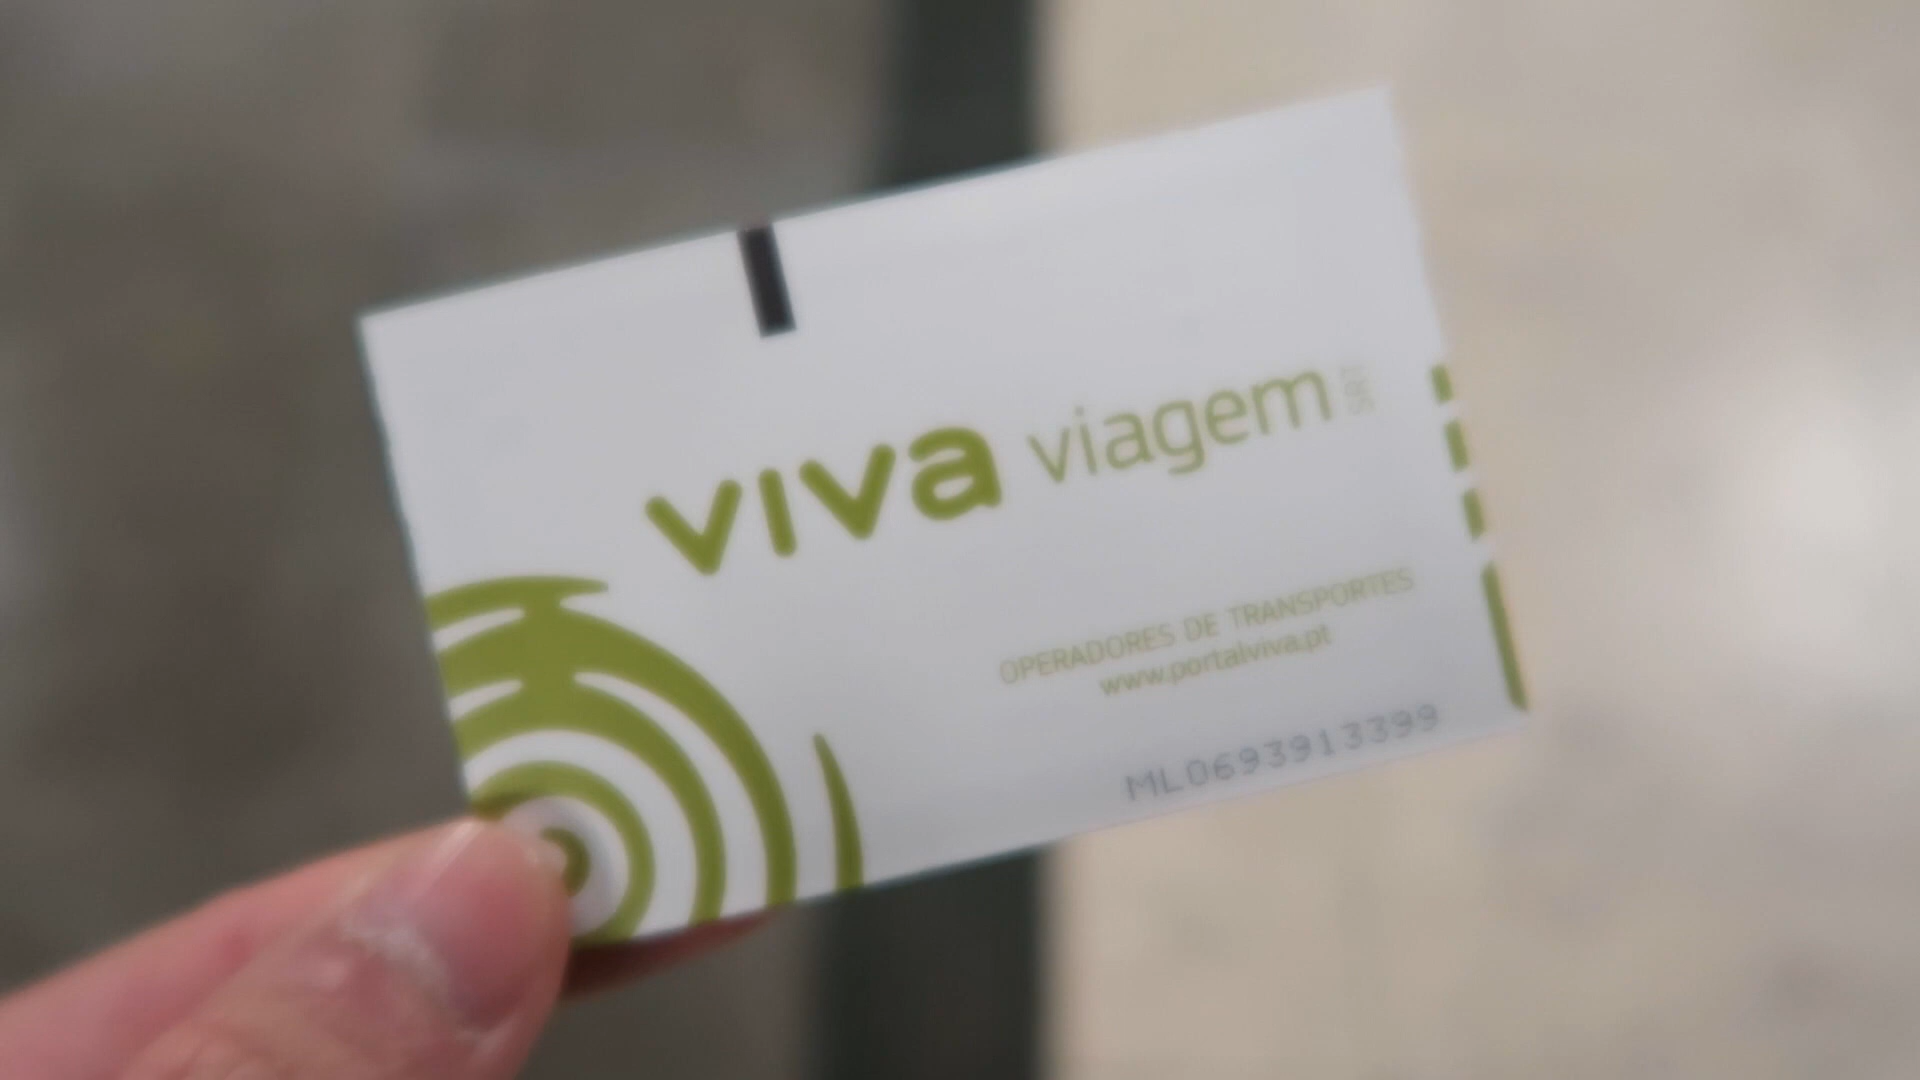 viva viagem
OPERADORES DE TRANSPORTES
www.portalviva.pt
ML0693913399